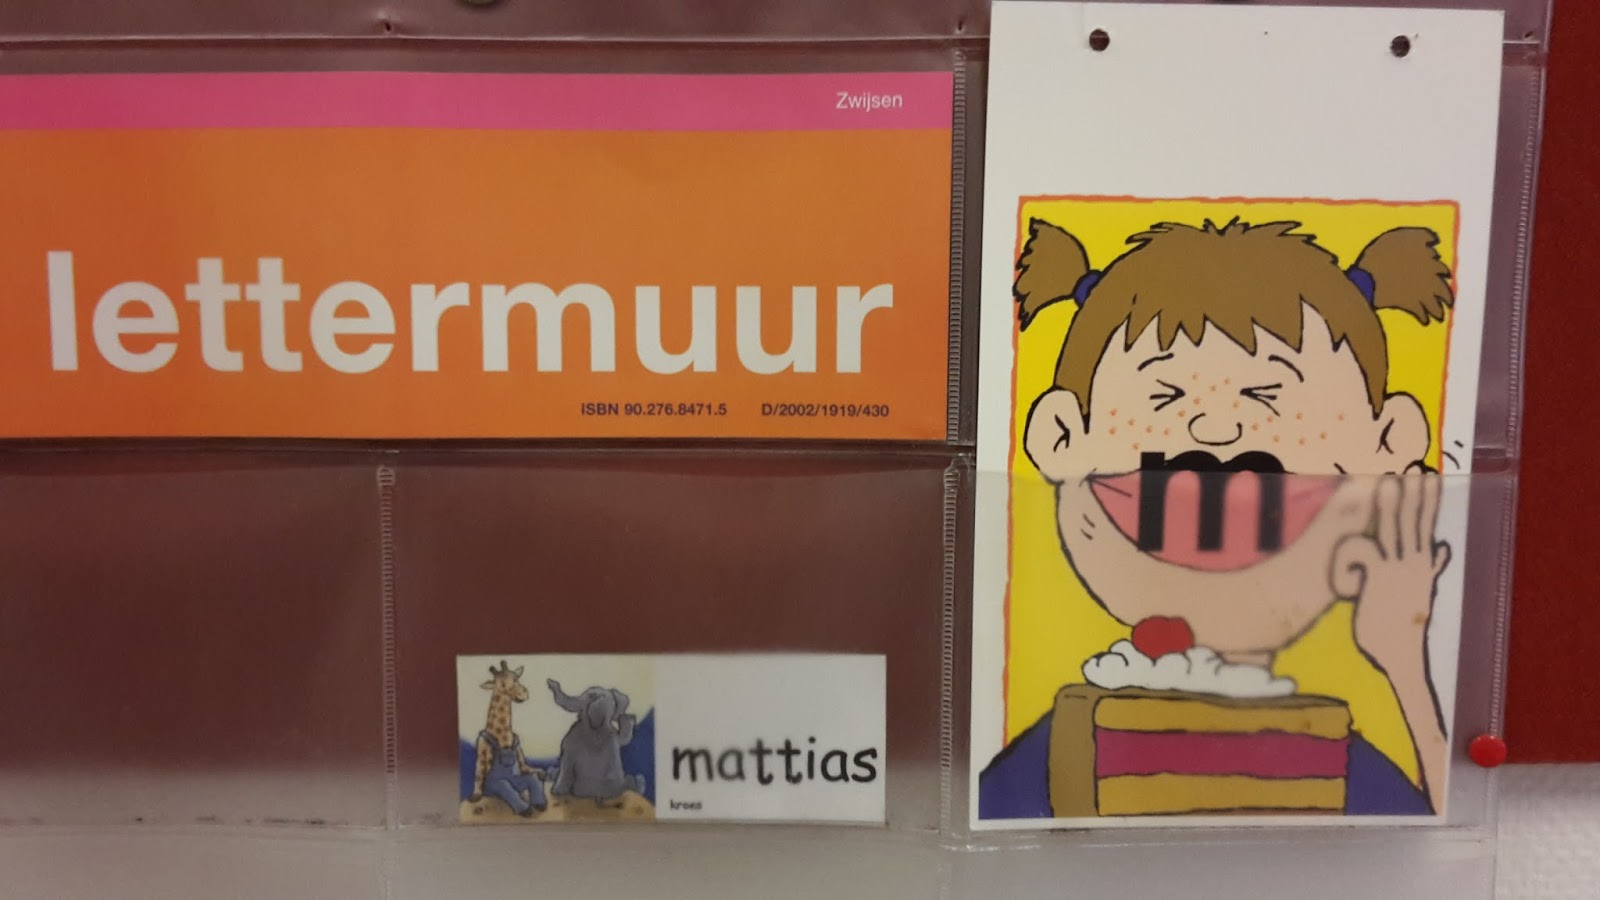 Zwijsen
lettermuur
ISBN 90.276.8471.5 D/2002/1919/430
m
mattias
kroes